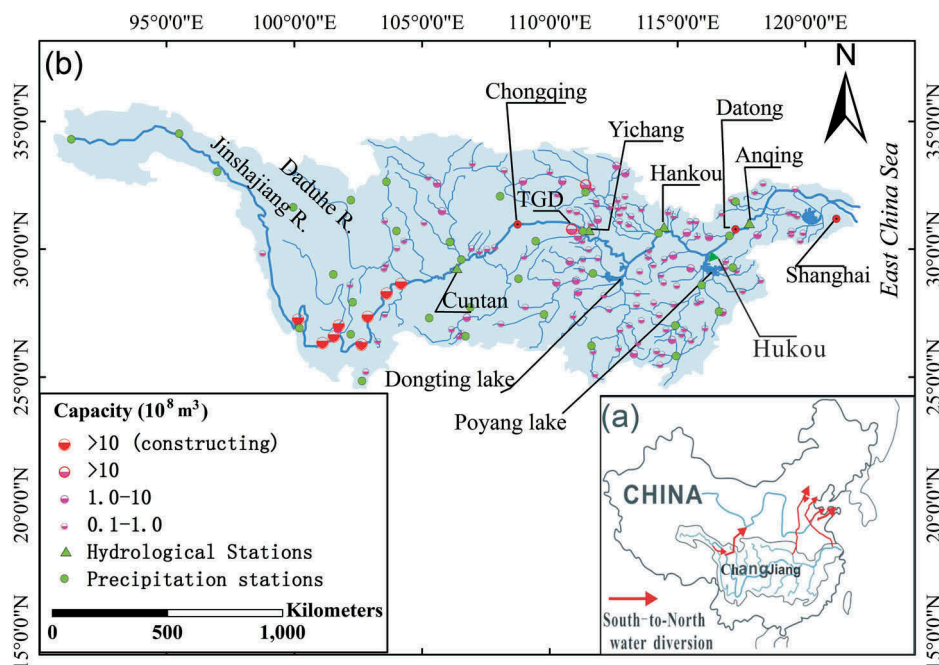 95°0'0"E 100°0'0"E 105°0'0"E 110°0'0"E 115°0'0"E 120°0'0"E
(b)
N
Chongqing
Datong
Yichang
Anqing
Hankou
Jinshajiang R.
Daduhe R.
TGD
East China Sea
Shanghai
Cuntan
Hukou
Dongting lake
Poyang lake
35°0'0"N
30°0'0"N
25°0'0"N
20°0'0"N
15°0'0"N
35°0'0"N
30°0'0"N
25°0'0"N
20°0'0"N
15°0'0"N
Capacity (10⁸ m³)
>10 (constructing)
>10
1.0-10
0.1-1.0
Hydrological Stations
Precipitation stations
Kilometers
0 500 1,000
(a)
CHINA
ChangJiang
South-to-North
water diversion